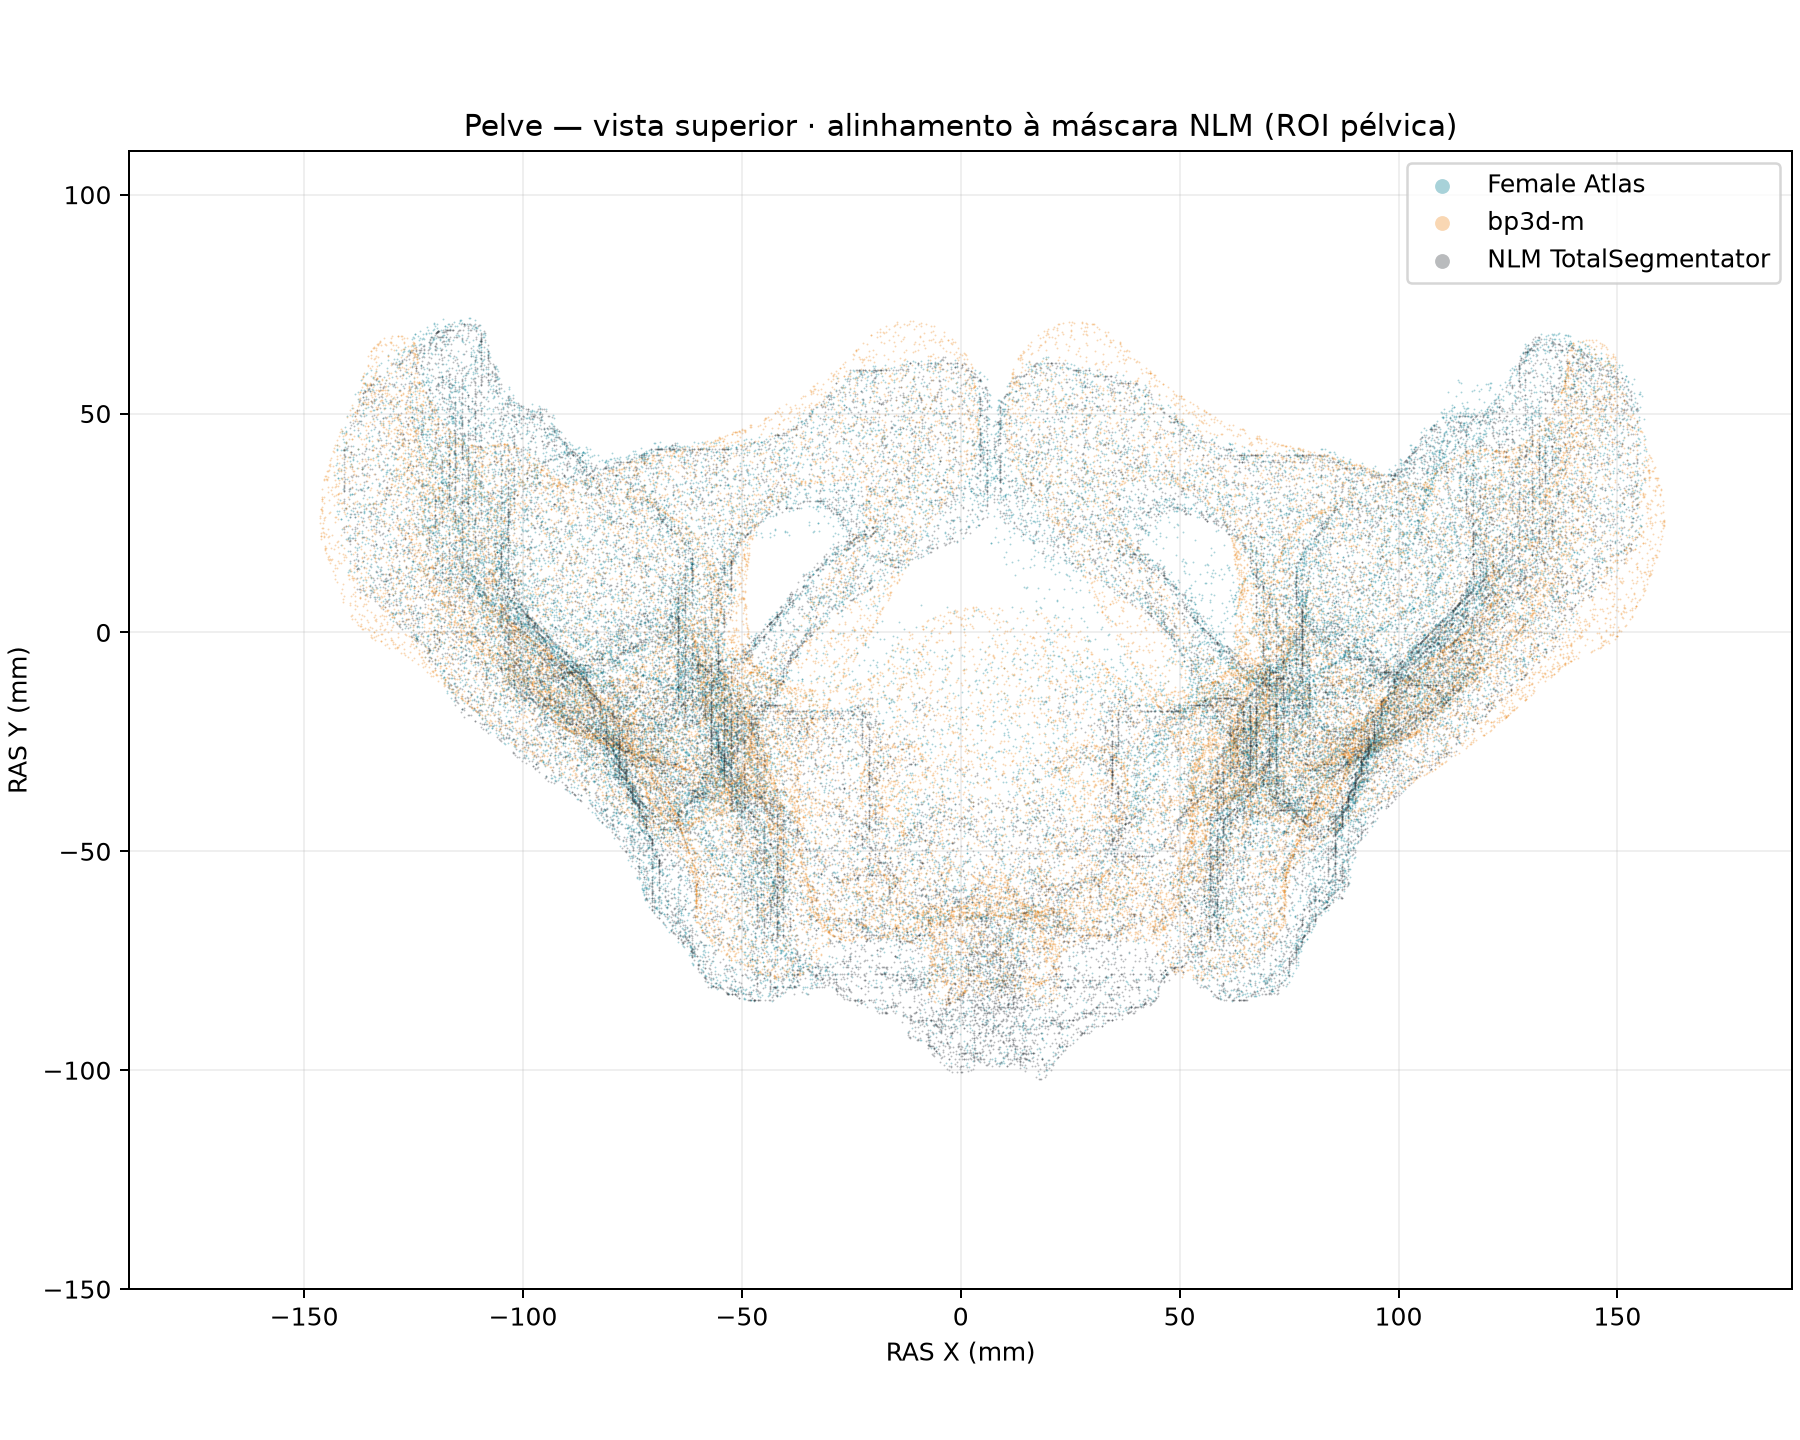 Pelve — vista superior · alinhamento à máscara NLM (ROI pélvica)
Female Atlas
bp3d-m
NLM TotalSegmentator
100
50
0
−50
−100
−150
RAS Y (mm)
−150
−100
−50
0
50
100
150
RAS X (mm)